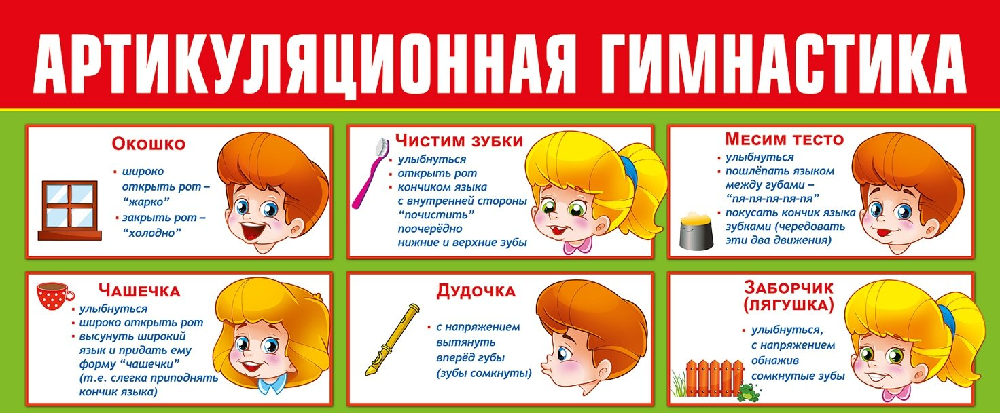 АРТИКУЛЯЦИОННАЯ ГИМНАСТИКА
Окошко
▪ широко
открыть рот –
“жарко”
▪ закрыть рот –
“холодно”
Чистим зубки
▪ улыбнуться
▪ открыть рот
▪ кончиком языка
с внутренней стороны
“почистить”
поочерёдно
нижние и верхние зубы
Месим тесто
▪ улыбнуться
▪ пошлёпать языком
между губами –
“пя-пя-пя-пя-пя”
▪ покусать кончик языка
зубками (чередовать
эти два движения)
Чашечка
▪ улыбнуться
▪ широко открыть рот
▪ высунуть широкий
язык и придать ему
форму “чашечки”
(т.е. слегка приподнять
кончик языка)
Дудочка
▪ с напряжением
вытянуть
вперёд губы
(зубы сомкнуты)
Заборчик
(лягушка)
▪ улыбнуться,
с напряжением
обнажив
сомкнутые зубы